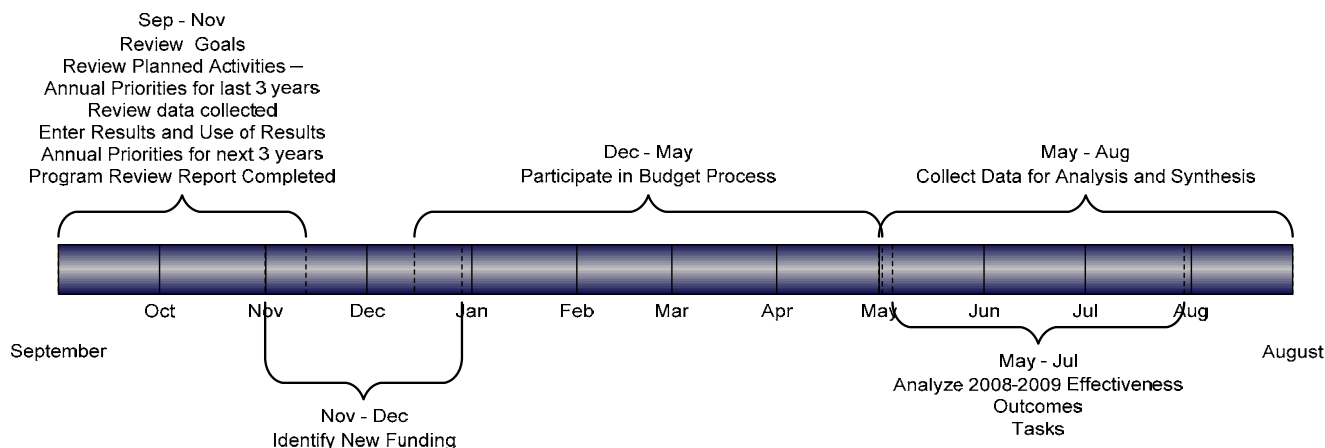 Sep - Nov
Review Goals
Review Planned Activities –
Annual Priorities for last 3 years
Review data collected
Enter Results and Use of Results
Annual Priorities for next 3 years
Program Review Report Completed
Dec - May
Participate in Budget Process
May - Aug
Collect Data for Analysis and Synthesis
Oct Nov Dec Jan Feb Mar Apr May Jun Jul Aug
September
August
Nov - Dec
Identify New Funding
May - Jul
Analyze 2008-2009 Effectiveness
Outcomes
Tasks